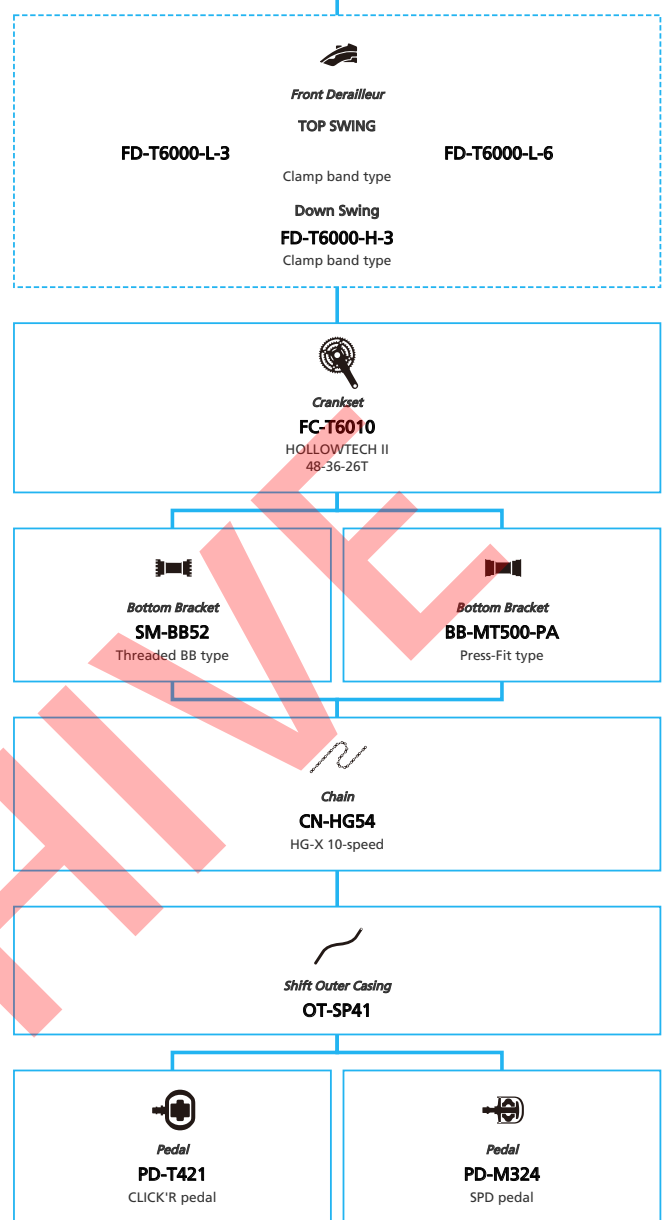 Front Derailleur
TOP SWING
FD-T6000-L-3 FD-T6000-L-6
Clamp band type
Down Swing
FD-T6000-H-3
Clamp band type
Crankset
FC-T6010
HOLLOWTECH II
48-36-26T
Bottom Bracket
SM-BB52
Threaded BB type
Bottom Bracket
BB-MT500-PA
Press-Fit type
Chain
CN-HG54
HG-X 10-speed
Shift Outer Casing
OT-SP41
Pedal
PD-T421
CLICK'R pedal
Pedal
PD-M324
SPD pedal
HIVE